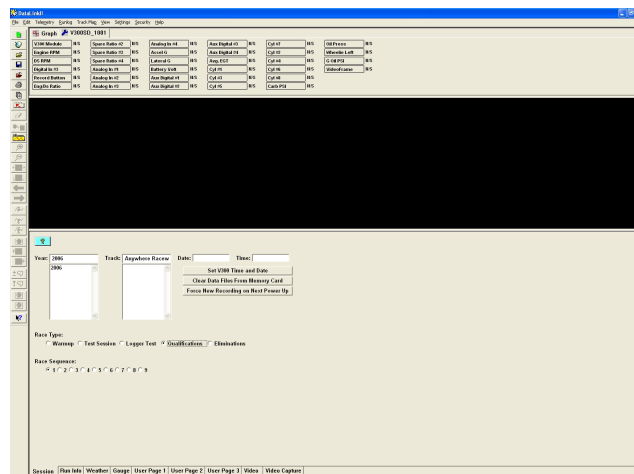 DataLink II
File Edit Telemetry Runlog Track Map View Settings Security Help
Graph V300SD_1001
V300 Module N/S Spare Ratio #2 N/S Analog In #4 N/S Aux Digital #3 N/S Cyl #7 N/S Oil Press N/S
Engine RPM N/S Spare Ratio #3 N/S Accel G N/S Aux Digital #4 N/S Cyl #2 N/S Wheelie Left N/S
DS RPM N/S Spare Ratio #4 N/S Lateral G N/S Avg. EGT N/S Cyl #4 N/S G Oil PSI N/S
Digital In #3 N/S Analog In #1 N/S Battery Volt N/S Cyl #1 N/S Cyl #6 N/S VideoFrame N/S
Record Button N/S Analog In #2 N/S Aux Digital #1 N/S Cyl #3 N/S Cyl #8 N/S
Eng/Ds Ratio N/S Analog In #3 N/S Aux Digital #2 N/S Cyl #5 N/S Carb PSI N/S
Year: 2006 Track: Anywhere Racew Date: Time:
2006
Set V300 Time and Date
Clear Data Files From Memory Card
Force New Recording on Next Power Up
Race Type:
Warmup Test Session Logger Test Qualifications Eliminations
Race Sequence:
1 2 3 4 5 6 7 8 9
Session Run Info Weather Gauge User Page 1 User Page 2 User Page 3 Video Video Capture